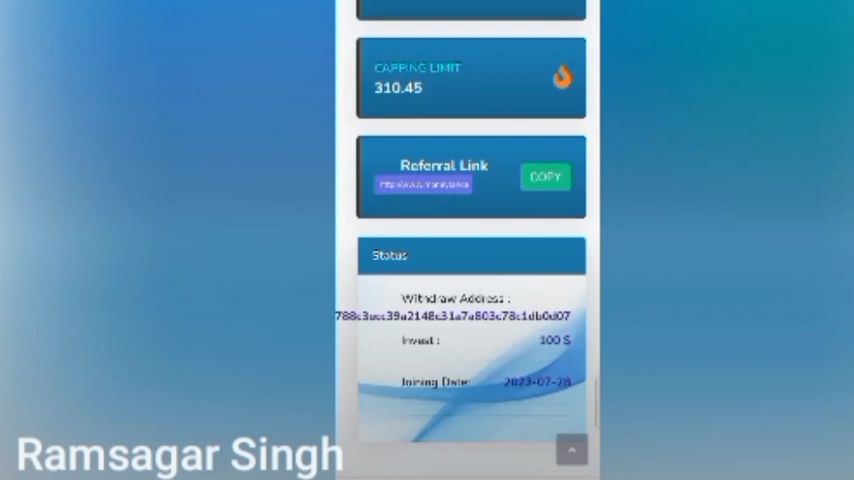 CAPPING LIMIT
310.45
Referral Link
COPY
Status
Withdraw Address :
Invest : 100 $
Joining Date: 2023-07-28
Ramsagar Singh